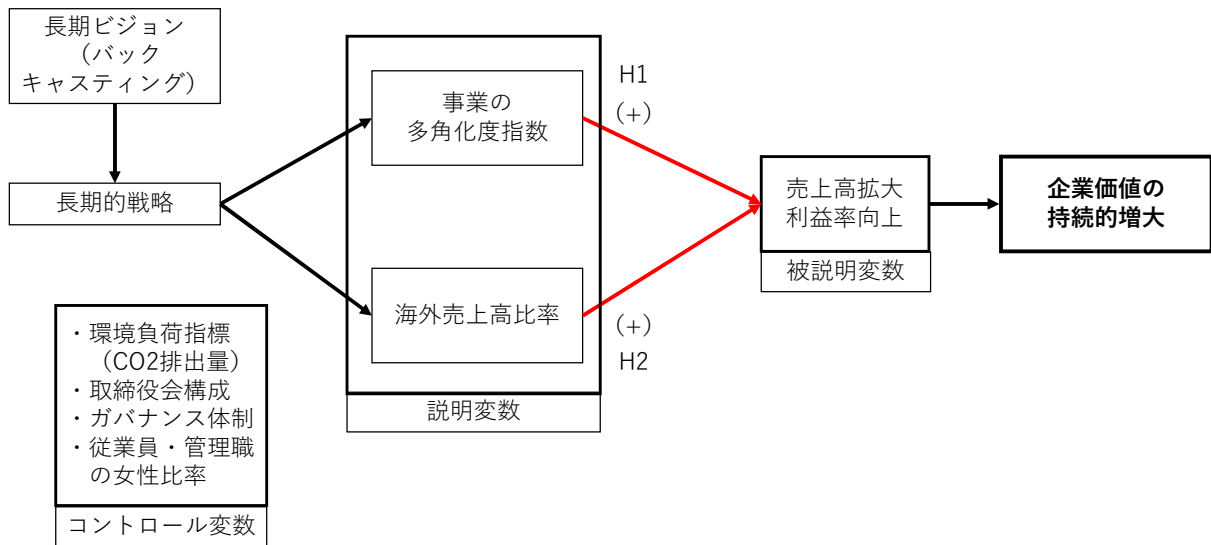 長期ビジョン
（バック
キャスティング）
長期的戦略
事業の
多角化度指数
海外売上高比率
説明変数
H1
（+）
（+）
H2
売上高拡大
利益率向上
被説明変数
企業価値の
持続的増大
・環境負荷指標
（CO2排出量）
・取締役会構成
・ガバナンス体制
・従業員・管理職
の女性比率
コントロール変数